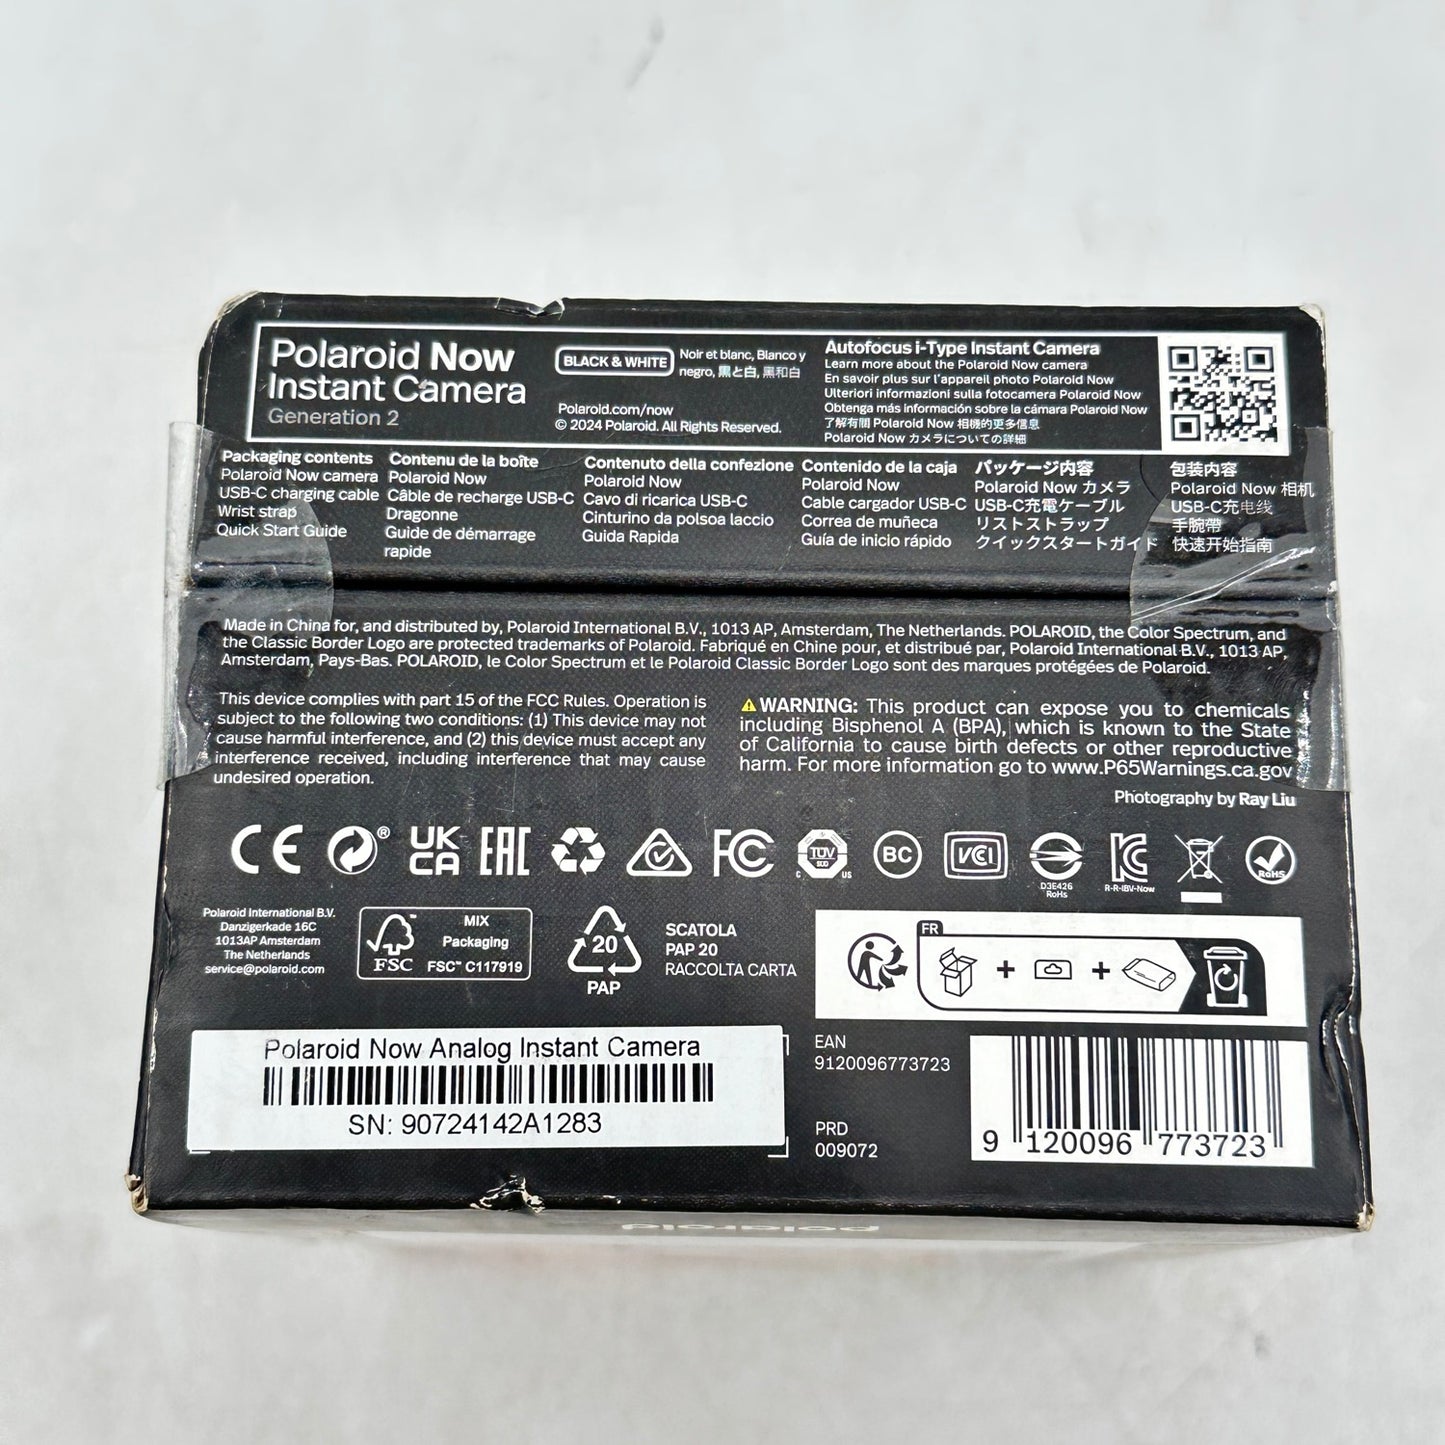 Polaroid Now
Instant Camera
Generation 2
BLACK & WHITE
Noir et blanc, Blanco y
negro, 黒と白, 黑和白
Polaroid.com/now
© 2024 Polaroid. All Rights Reserved.
Autofocus i-Type Instant Camera
Learn more about the Polaroid Now camera
En savoir plus sur l'appareil photo Polaroid Now
Ulteriori informazioni sulla fotocamera Polaroid Now
Obtenga más información sobre la cámara Polaroid Now
了解有關 Polaroid Now 相機的更多信息
Polaroid Now カメラについての詳細
Packaging contents
Polaroid Now camera
USB-C charging cable
Wrist strap
Quick Start Guide
Contenu de la boîte
Polaroid Now
Câble de recharge USB-C
Dragonne
Guide de démarrage
rapide
Contenuto della confezione
Polaroid Now
Cavo di ricarica USB-C
Cinturino da polsoa laccio
Guida Rapida
Contenido de la caja
Polaroid Now
Cable cargador USB-C
Correa de muñeca
Guía de inicio rápido
パッケージ内容
Polaroid Now カメラ
USB-C充電ケーブル
リストストラップ
クイックスタートガイド
包装内容
Polaroid Now 相机
USB-C充电线
手腕帶
快速开始指南
Made in China for, and distributed by, Polaroid International B.V., 1013 AP, Amsterdam, The Netherlands. POLAROID, the Color Spectrum, and
the Classic Border Logo are protected trademarks of Polaroid. Fabriqué en Chine pour, et distribué par, Polaroid International B.V., 1013 AP,
Amsterdam, Pays-Bas. POLAROID, le Color Spectrum et le Polaroid Classic Border Logo sont des marques protégées de Polaroid.
This device complies with part 15 of the FCC Rules. Operation is
subject to the following two conditions: (1) This device may not
cause harmful interference, and (2) this device must accept any
interference received, including interference that may cause
undesired operation.
⚠WARNING: This product can expose you to chemicals
including Bisphenol A (BPA), which is known to the State
of California to cause birth defects or other reproductive
harm. For more information go to www.P65Warnings.ca.gov
Photography by Ray Liu
CE
®
UK
CA
EAC
FC
C TÜV SÜD US
BC
VCI
D3E426
RoHs
KC
R-R-IBV-Now
RoHS
Polaroid International B.V.
Danzigerkade 16C
1013AP Amsterdam
The Netherlands
service@polaroid.com
FSC
MIX
Packaging
FSC™ C117919
20
PAP
SCATOLA
PAP 20
RACCOLTA CARTA
FR
+ +
Polaroid Now Analog Instant Camera
SN: 90724142A1283
EAN
9120096773723
PRD
009072
9 120096 773723
polaroid